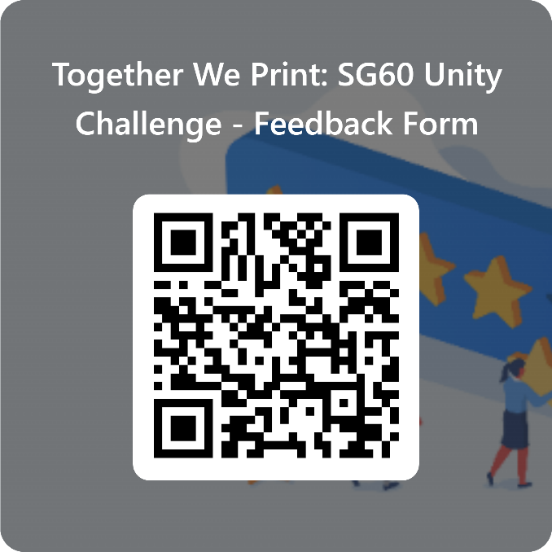 Together We Print: SG60 Unity
Challenge - Feedback Form